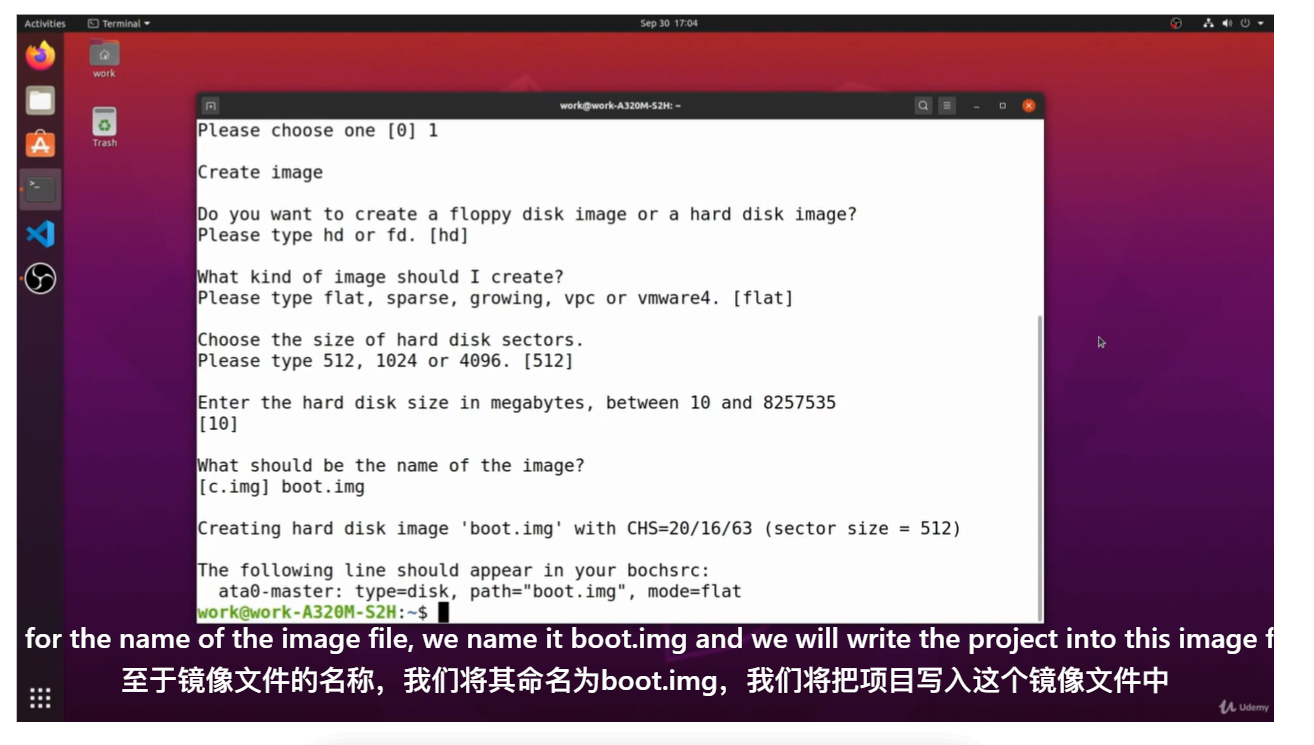 Activities Terminal Sep 30 17:04
work
Trash
work@work-A320M-S2H: ~
Please choose one [0] 1
Create image
Do you want to create a floppy disk image or a hard disk image?
Please type hd or fd. [hd]
What kind of image should I create?
Please type flat, sparse, growing, vpc or vmware4. [flat]
Choose the size of hard disk sectors.
Please type 512, 1024 or 4096. [512]
Enter the hard disk size in megabytes, between 10 and 8257535
[10]
What should be the name of the image?
[c.img] boot.img
Creating hard disk image 'boot.img' with CHS=20/16/63 (sector size = 512)
The following line should appear in your bochsrc:
ata0-master: type=disk, path="boot.img", mode=flat
work@work-A320M-S2H:~$
for the name of the image file, we name it boot.img and we will write the project into this image f
至于镜像文件的名称，我们将其命名为boot.img，我们将把项目写入这个镜像文件中
Udemy